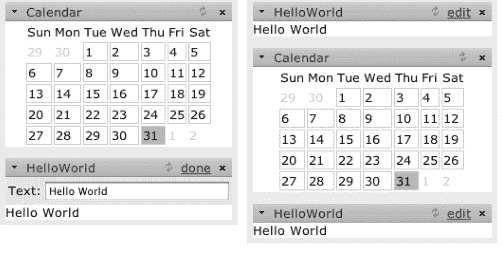 Calendar
Sun Mon Tue Wed Thu Fri Sat
29 30 1 2 3 4 5
6 7 8 9 10 11 12
13 14 15 16 17 18 19
20 21 22 23 24 25 26
27 28 29 30 31 1 2
HelloWorld done
Text: Hello World
Hello World
HelloWorld edit
Hello World
Calendar
Sun Mon Tue Wed Thu Fri Sat
29 30 1 2 3 4 5
6 7 8 9 10 11 12
13 14 15 16 17 18 19
20 21 22 23 24 25 26
27 28 29 30 31 1 2
HelloWorld edit
Hello World